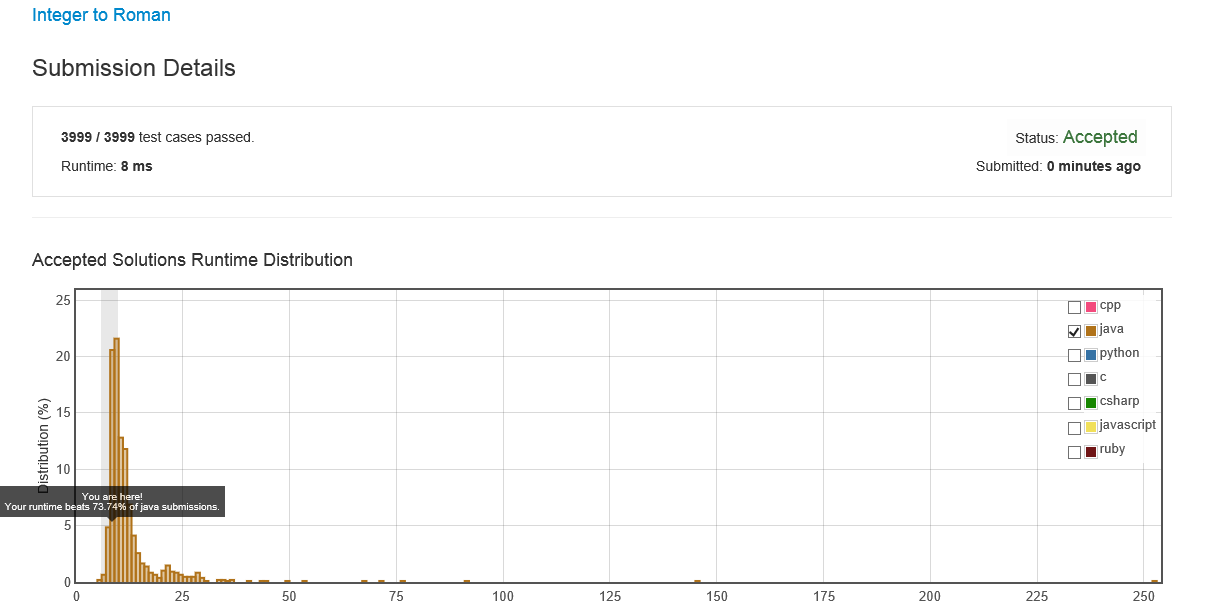 Integer to Roman
Submission Details
3999 / 3999 test cases passed.
Status: Accepted
Runtime: 8 ms
Submitted: 0 minutes ago
Accepted Solutions Runtime Distribution
25
20
15
10
5
0
Distribution (%)
You are here!
Your runtime beats 73.74% of java submissions.
cpp
java
python
c
csharp
javascript
ruby
0 25 50 75 100 125 150 175 200 225 250